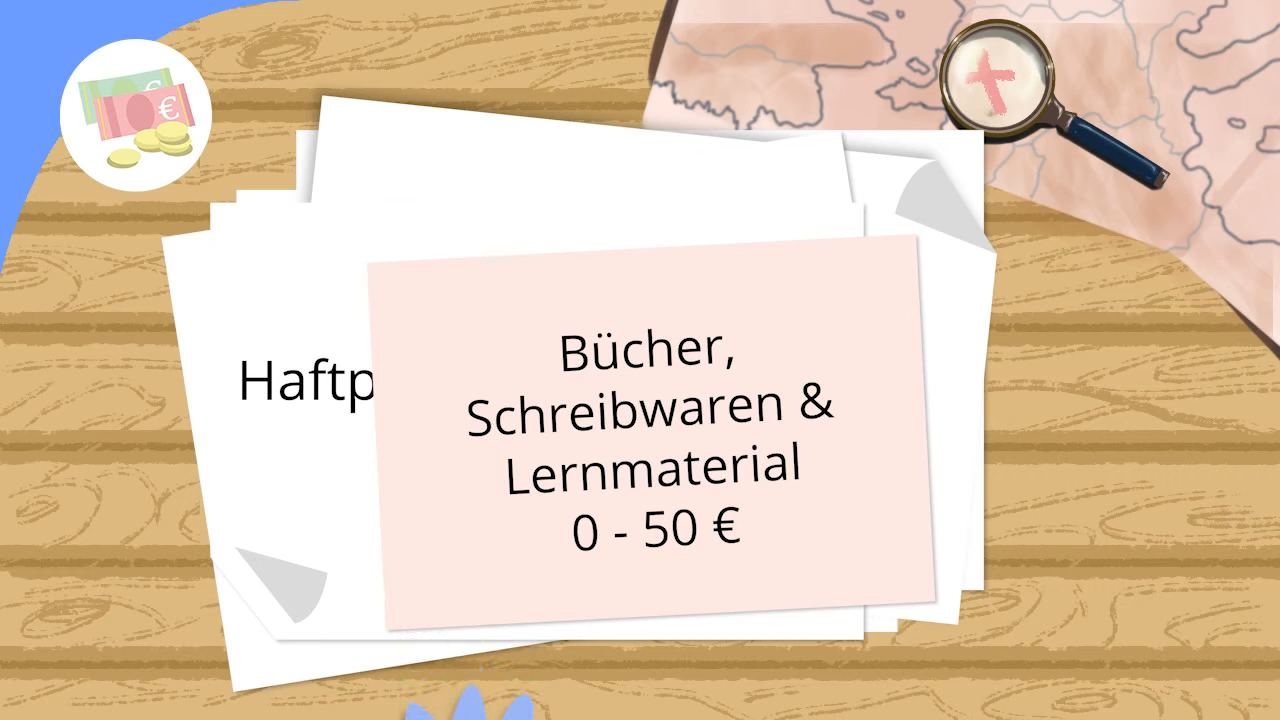 Haftp
Bücher,
Schreibwaren &
Lernmaterial
0 - 50 €